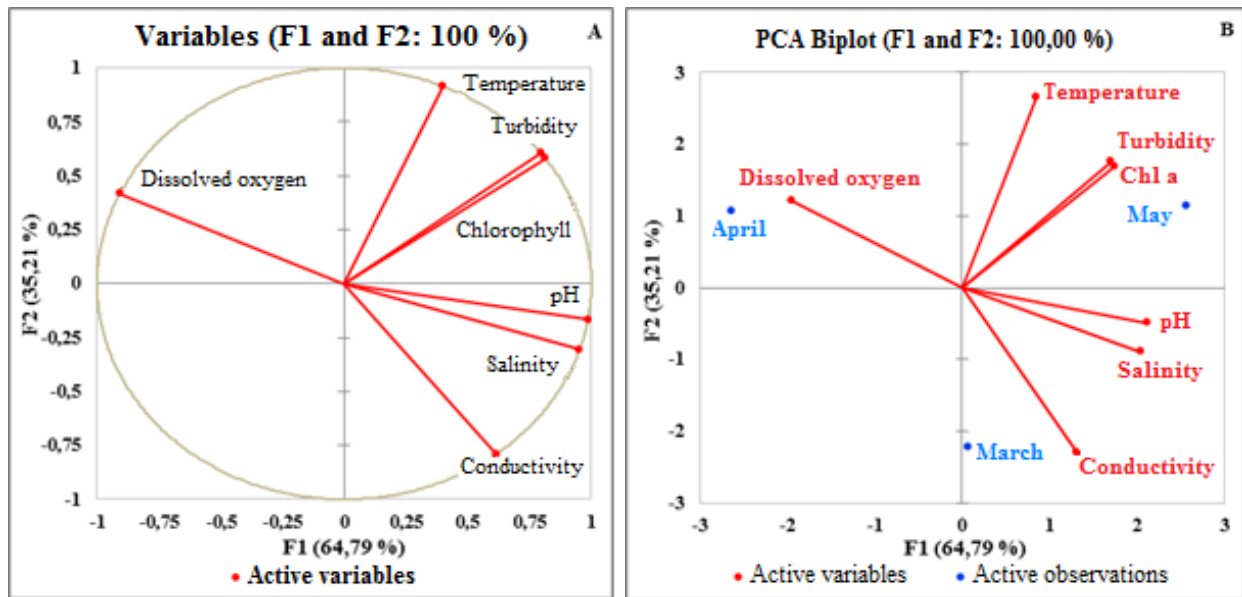 Variables (F1 and F2: 100 %)
A
1
0,75
0,5
0,25
0
-0,25
-0,5
-0,75
-1
F2 (35,21 %)
Temperature
Turbidity
Dissolved oxygen
Chlorophyll
pH
Salinity
Conductivity
-1
-0,75
-0,5
-0,25
0
0,25
0,5
0,75
1
F1 (64,79 %)
Active variables
PCA Biplot (F1 and F2: 100,00 %)
B
3
2
1
0
-1
-2
-3
F2 (35,21 %)
Temperature
Turbidity
Chl a
Dissolved oxygen
April
May
pH
Salinity
March
Conductivity
-3
-2
-1
0
1
2
3
F1 (64,79 %)
Active variables
Active observations